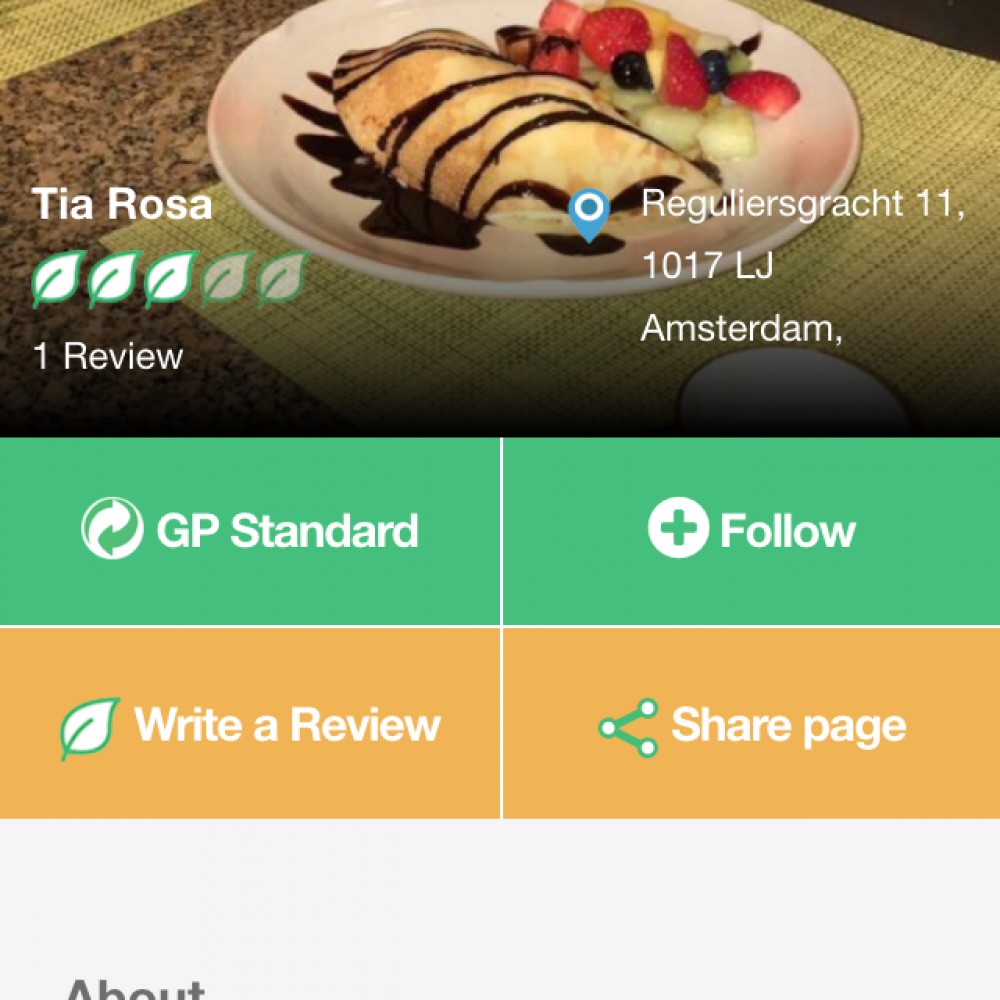 Tia Rosa
1 Review
Reguliersgracht 11,
1017 LJ
Amsterdam,
GP Standard
Follow
Write a Review
Share page
About